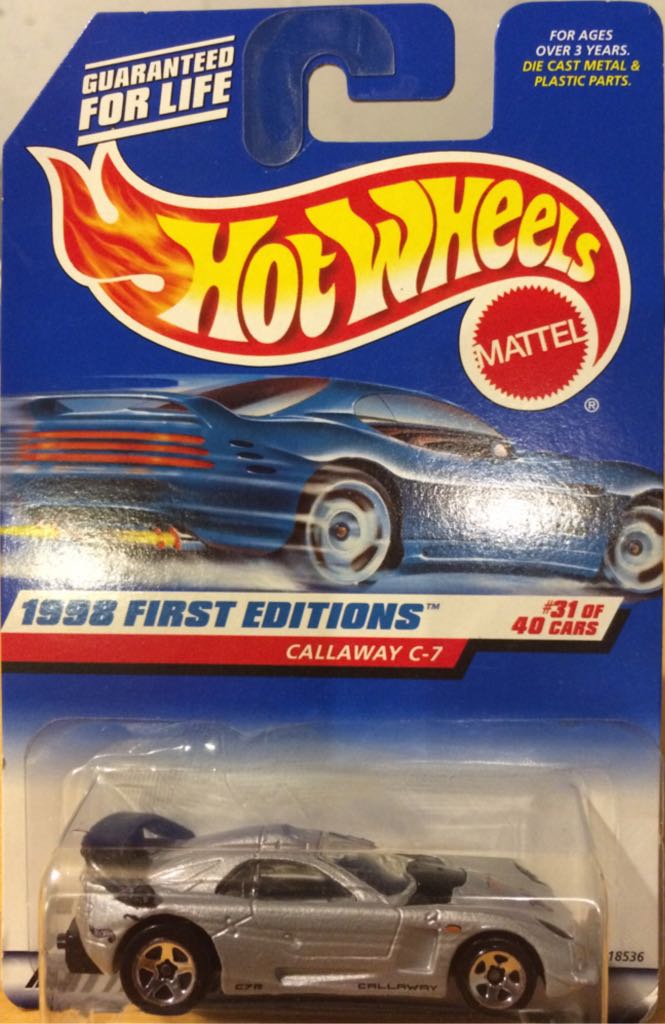 GUARANTEED
FOR LIFE
FOR AGES
OVER 3 YEARS.
DIE CAST METAL &
PLASTIC PARTS.
HOT WHEELS
MATTEL
®
1998 FIRST EDITIONS™
#31 OF
40 CARS
CALLAWAY C-7
18536
C7R
CALLAWAY